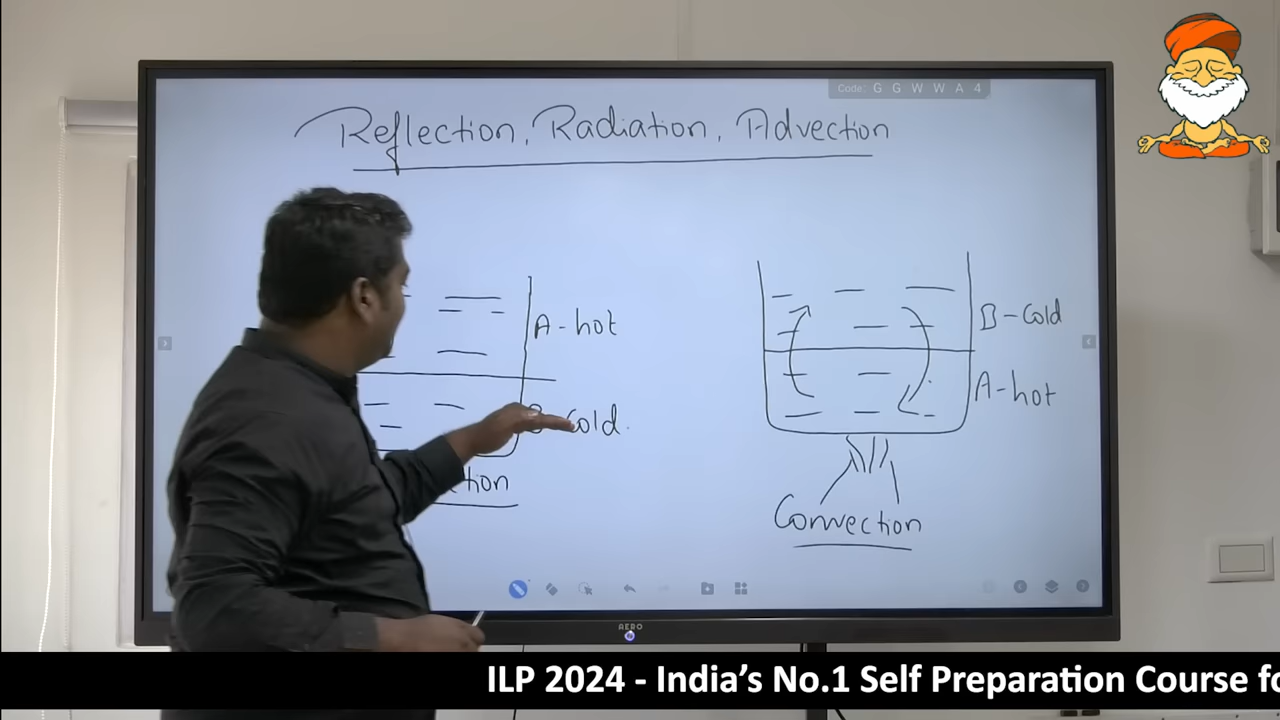 Code: G G W W A 4
Reflection, Radiation, Advection
A-hot
B-Cold
B-Cold
A-hot
Convection
AERO
ILP 2024 - India’s No.1 Self Preparation Course fo